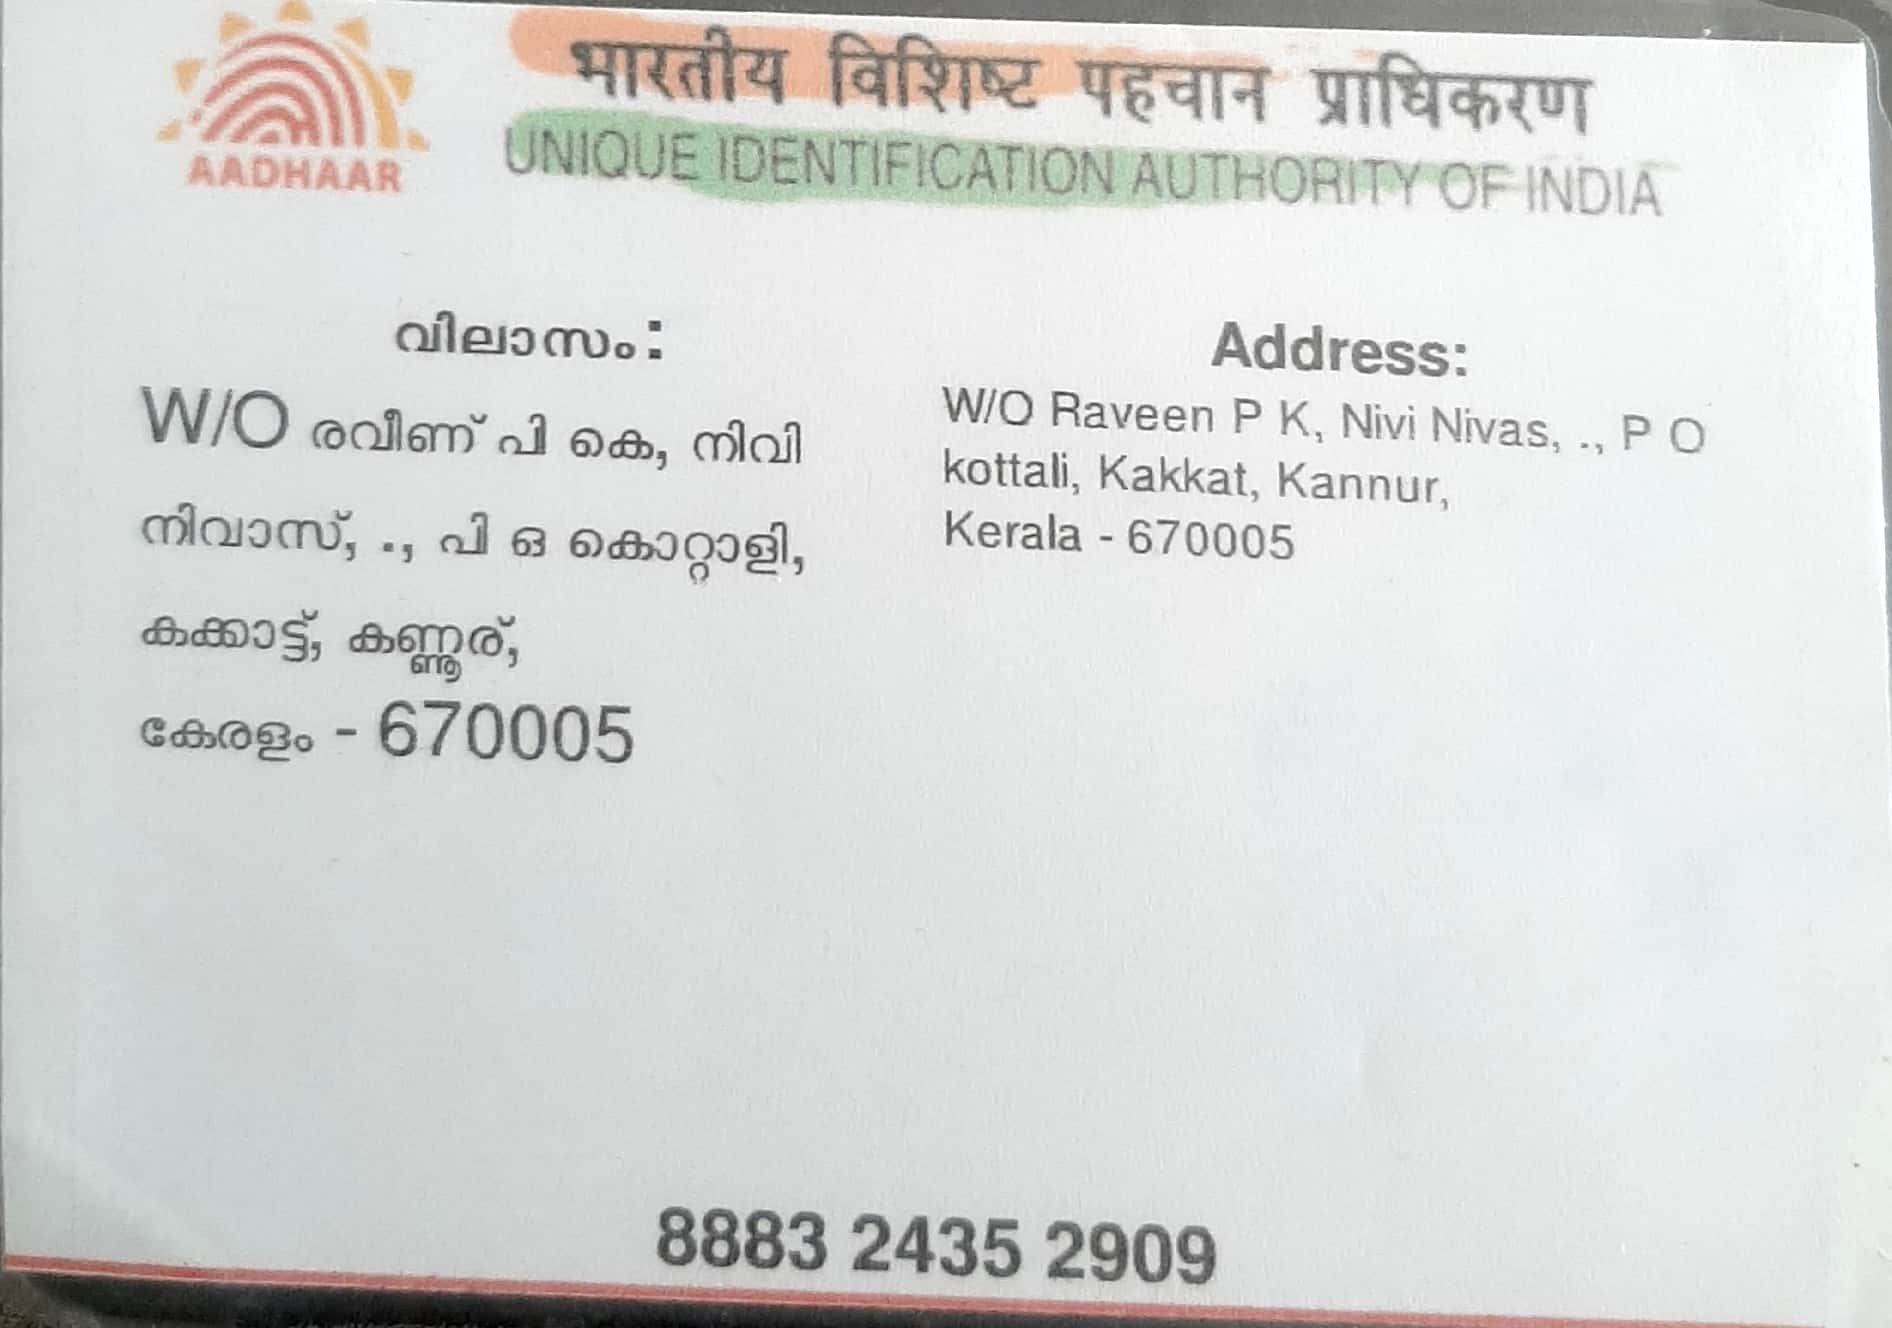 भारतीय विशिष्ट पहचान प्राधिकरण
AADHAAR
UNIQUE IDENTIFICATION AUTHORITY OF INDIA
വിലാസം:
W/O രവീണ് പി കെ, നിവി
നിവാസ്, ., പി ഒ കൊറ്റാളി,
കക്കാട്ട്, കണ്ണൂര്,
കേരളം - 670005
Address:
W/O Raveen P K, Nivi Nivas, ., P O
kottali, Kakkat, Kannur,
Kerala - 670005
8883 2435 2909